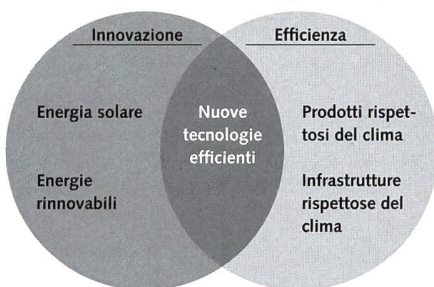 Innovazione
Efficienza
Energia solare
Energie
rinnovabili
Nuove
tecnologie
efficienti
Prodotti rispet-
tosi del clima
Infrastrutture
rispettose del
clima